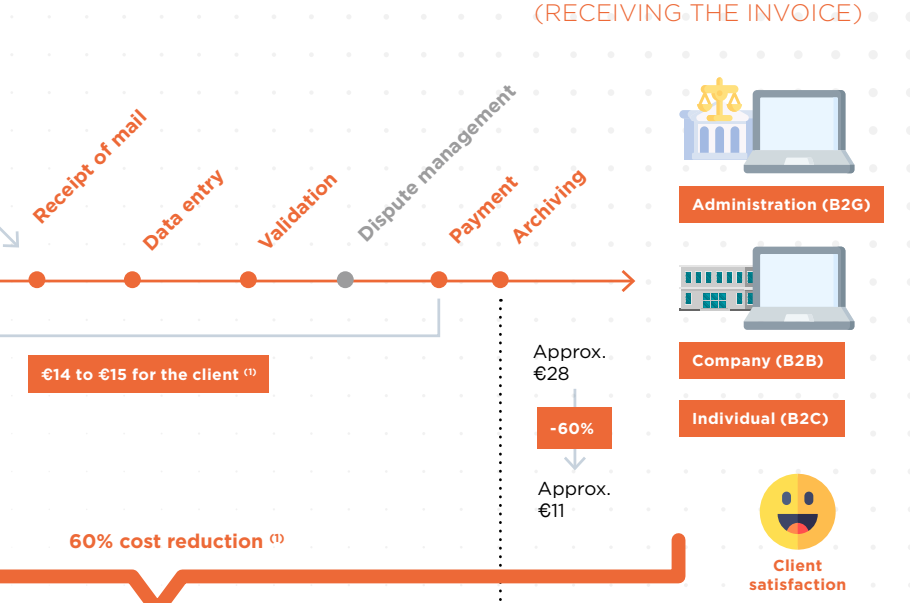 (RECEIVING THE INVOICE)
Receipt of mail
Data entry
Validation
Dispute management
Payment
Archiving
Administration (B2G)
Company (B2B)
€14 to €15 for the client (1)
Approx.
€28
-60%
Approx.
€11
Individual (B2C)
60% cost reduction (1)
Client
satisfaction